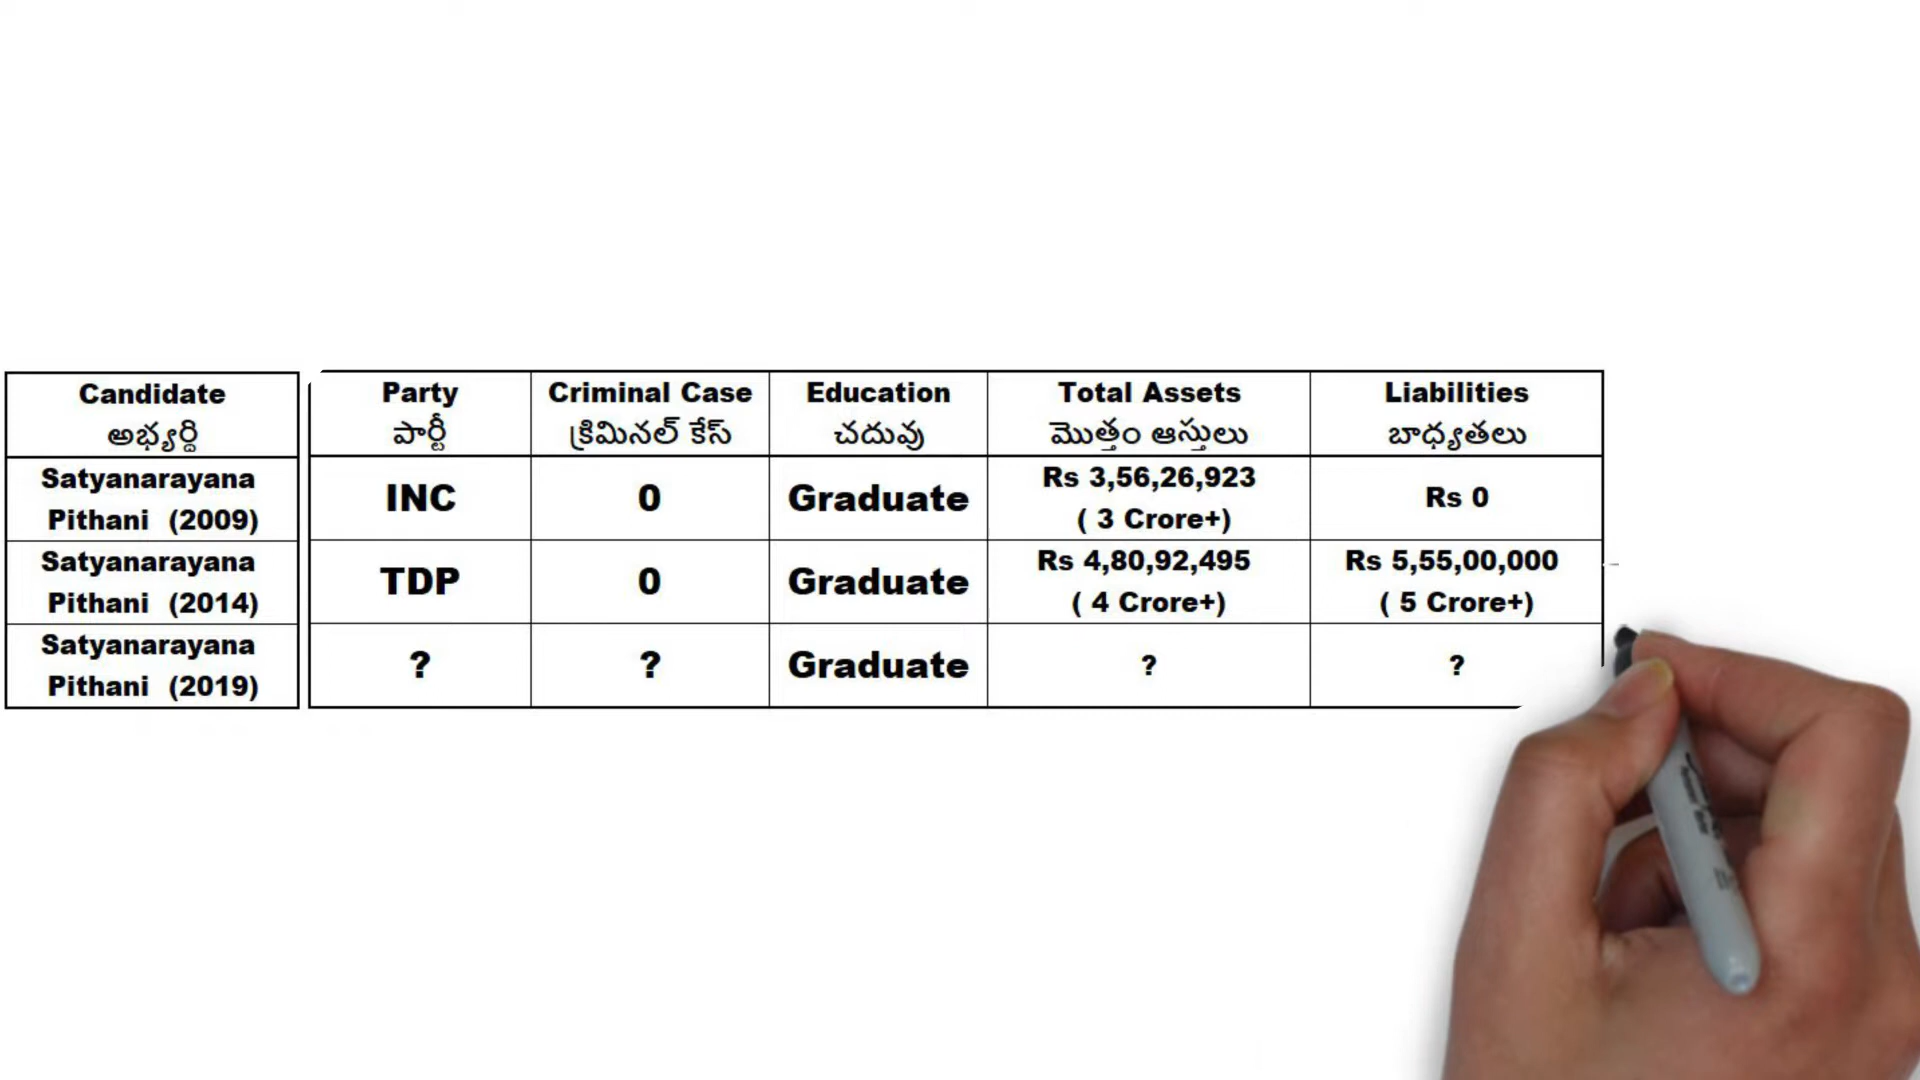 Candidate
అభ్యర్ధి
Party
పార్టీ
Criminal Case
క్రిమినల్ కేస్
Education
చదువు
Total Assets
మొత్తం ఆస్తులు
Liabilities
బాధ్యతలు
Satyanarayana
Pithani (2009)
INC
0
Graduate
Rs 3,56,26,923
( 3 Crore+)
Rs 0
Satyanarayana
Pithani (2014)
TDP
0
Graduate
Rs 4,80,92,495
( 4 Crore+)
Rs 5,55,00,000
( 5 Crore+)
Satyanarayana
Pithani (2019)
?
?
Graduate
?
?